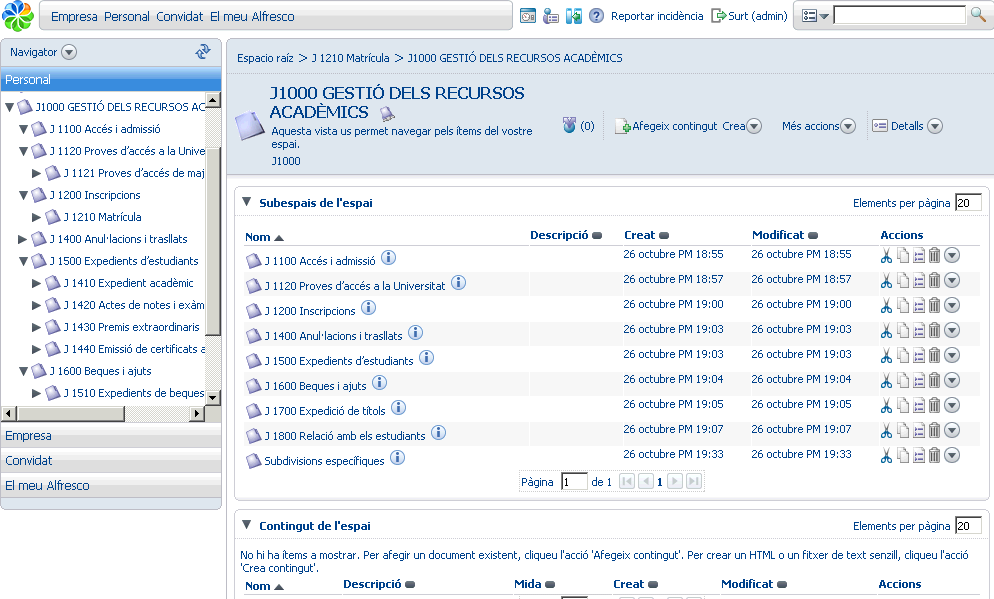 Empresa Personal Convidat El meu Alfresco
Reportar incidència Surt (admin)
Navigator
Personal
J1000 GESTIÓ DELS RECURSOS AC
J 1100 Accés i admissió
J 1120 Proves d'accés a la Unive
J 1121 Proves d'accés de maj
J 1200 Inscripcions
J 1210 Matrícula
J 1400 Anul·lacions i trasllats
J 1500 Expedients d'estudiants
J 1410 Expedient acadèmic
J 1420 Actes de notes i exàm
J 1430 Premis extraordinaris
J 1440 Emissió de certificats a
J 1600 Beques i ajuts
J 1510 Expedients de beques
Empresa
Convidat
El meu Alfresco
Espacio raíz > J 1210 Matrícula > J1000 GESTIÓ DELS RECURSOS ACADÈMICS
J1000 GESTIÓ DELS RECURSOS
ACADÈMICS
Aquesta vista us permet navegar pels ítems del vostre
espai.
J1000
(0) Afegeix contingut Crea Més accions Detalls
Subespais de l'espai Elements per pàgina 20
Nom Descripció Creat Modificat Accions
J 1100 Accés i admissió 26 octubre PM 18:55 26 octubre PM 18:55
J 1120 Proves d'accés a la Universitat 26 octubre PM 18:57 26 octubre PM 18:57
J 1200 Inscripcions 26 octubre PM 19:00 26 octubre PM 19:00
J 1400 Anul·lacions i trasllats 26 octubre PM 19:03 26 octubre PM 19:03
J 1500 Expedients d'estudiants 26 octubre PM 19:03 26 octubre PM 19:03
J 1600 Beques i ajuts 26 octubre PM 19:04 26 octubre PM 19:04
J 1700 Expedició de títols 26 octubre PM 19:05 26 octubre PM 19:05
J 1800 Relació amb els estudiants 26 octubre PM 19:07 26 octubre PM 19:07
Subdivisions específiques 26 octubre PM 19:33 26 octubre PM 19:33
Pàgina 1 de 1 1
Contingut de l'espai Elements per pàgina 20
No hi ha ítems a mostrar. Per afegir un document existent, cliqueu l'acció 'Afegeix contingut'. Per crear un HTML o un fitxer de text senzill, cliqueu l'acció
'Crea contingut'.
Nom Descripció Mida Creat Modificat Accions